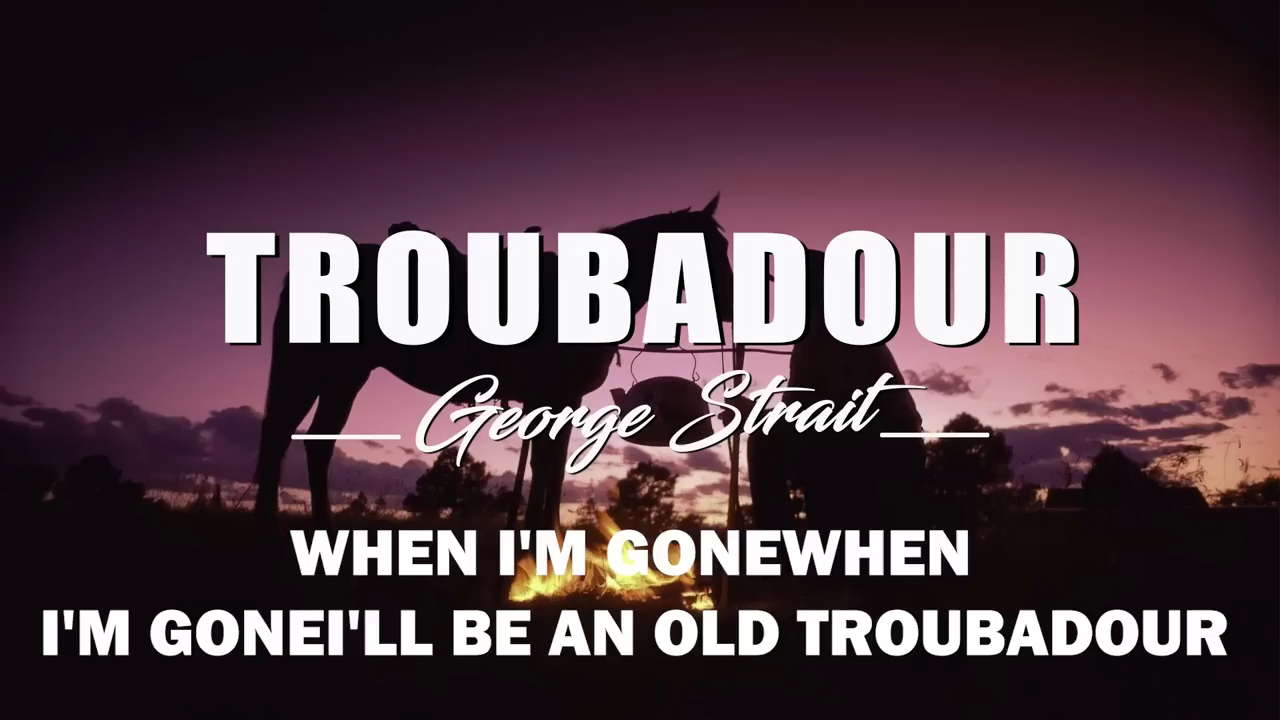 TROUBADOUR
George Strait
WHEN I'M GONEWHEN
I'M GONEI'LL BE AN OLD TROUBADOUR